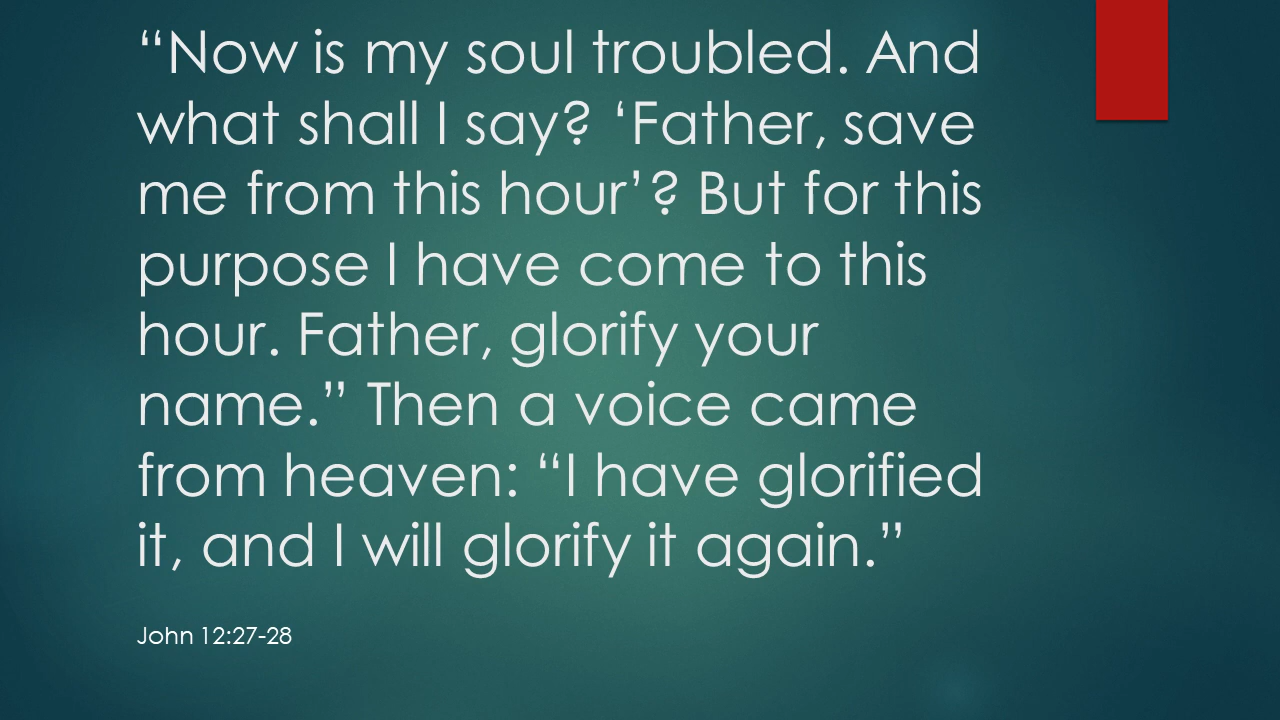 “Now is my soul troubled. And
what shall I say? ‘Father, save
me from this hour’? But for this
purpose I have come to this
hour. Father, glorify your
name.” Then a voice came
from heaven: “I have glorified
it, and I will glorify it again.”
John 12:27-28